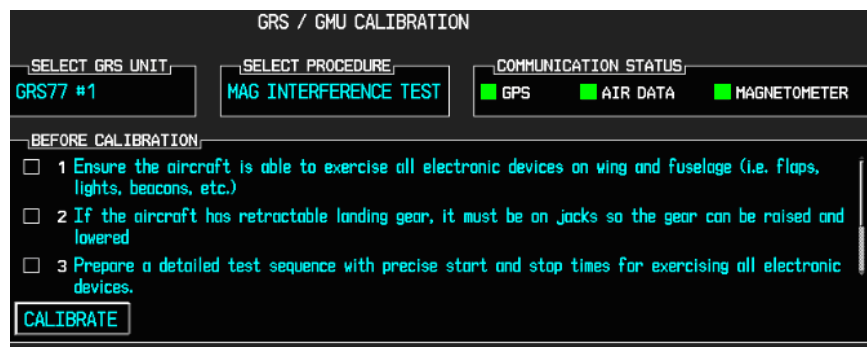 GRS / GMU CALIBRATION
SELECT GRS UNIT
SELECT PROCEDURE
COMMUNICATION STATUS
GRS77 #1
MAG INTERFERENCE TEST
GPS
AIR DATA
MAGNETOMETER
BEFORE CALIBRATION
1 Ensure the aircraft is able to exercise all electronic devices on wing and fuselage (i.e. flaps,
lights, beacons, etc.)
2 If the aircraft has retractable landing gear, it must be on jacks so the gear can be raised and
lowered
3 Prepare a detailed test sequence with precise start and stop times for exercising all electronic
devices.
CALIBRATE